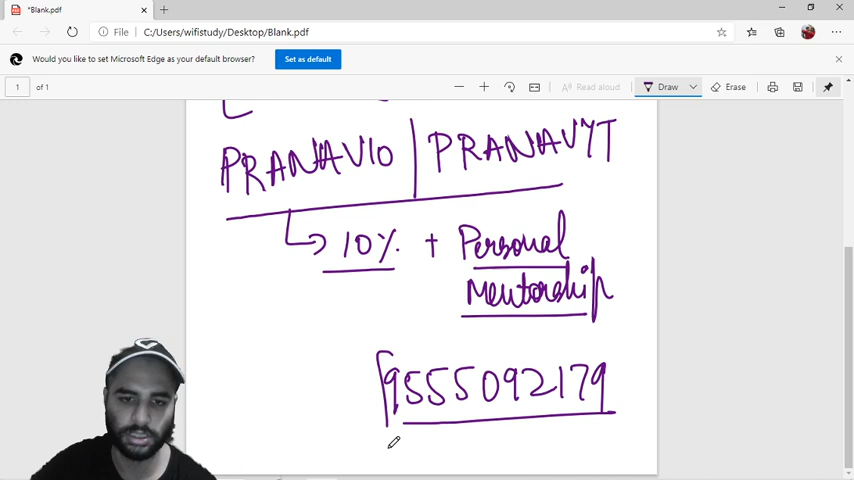 *Blank.pdf
File C:/Users/wifistudy/Desktop/Blank.pdf
Would you like to set Microsoft Edge as your default browser? Set as default
1 of 1 Read aloud Draw Erase
PRANAV10 | PRANAVYT
10% + Personal
Mentorship
9555092179